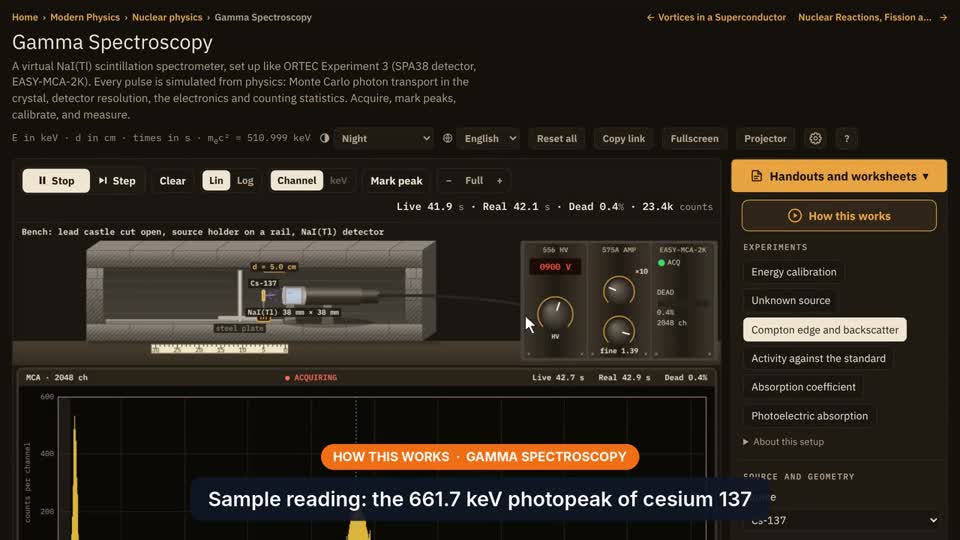 Home › Modern Physics › Nuclear physics › Gamma Spectroscopy
← Vortices in a Superconductor Nuclear Reactions, Fission a... →
Gamma Spectroscopy
A virtual NaI(Tl) scintillation spectrometer, set up like ORTEC Experiment 3 (SPA38 detector,
EASY-MCA-2K). Every pulse is simulated from physics: Monte Carlo photon transport in the
crystal, detector resolution, the electronics and counting statistics. Acquire, mark peaks,
calibrate, and measure.
E in keV · d in cm · times in s · mₑc² = 510.999 keV Night English Reset all Copy link Fullscreen Projector ?
Stop Step Clear Lin Log Channel keV Mark peak − Full +
Live 41.9 s · Real 42.1 s · Dead 0.4% · 23.4k counts
Bench: lead castle cut open, source holder on a rail, NaI(Tl) detector
d = 5.0 cm
Cs-137
NaI(Tl) 38 mm × 38 mm
steel plate
30 25 20 15 10 5 0
556 HV
0900 V
HV
575A AMP
×10
fine 1.39
EASY-MCA-2K
ACQ
DEAD
0.4%
2048 ch
MCA · 2048 ch ● ACQUIRING Live 42.7 s Real 42.9 s Dead 0.4%
600
400
200
counts per channel
HOW THIS WORKS · GAMMA SPECTROSCOPY
Sample reading: the 661.7 keV photopeak of cesium 137
Handouts and worksheets ▾
How this works
EXPERIMENTS
Energy calibration
Unknown source
Compton edge and backscatter
Activity against the standard
Absorption coefficient
Photoelectric absorption
▸ About this setup
SOURCE AND GEOMETRY
Cs-137